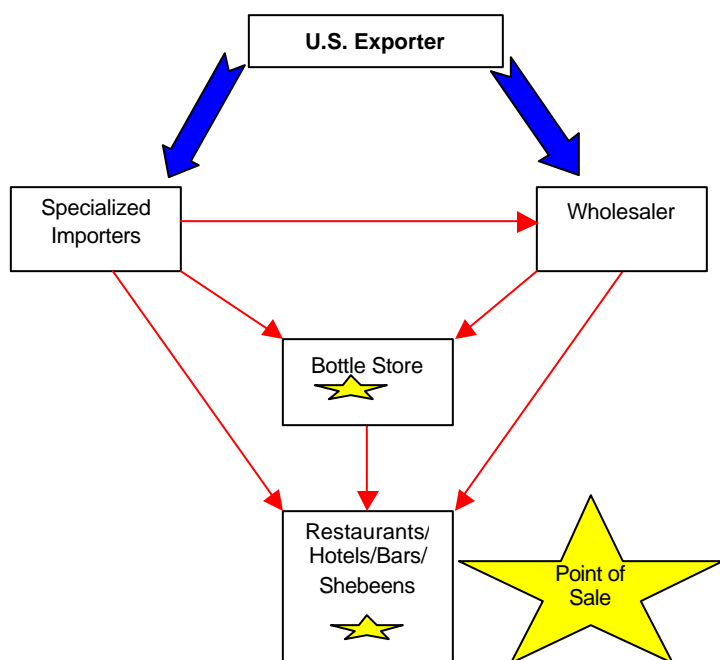 U.S. Exporter
Specialized
Importers
Wholesaler
Bottle Store
Restaurants/
Hotels/Bars/
Shebeens
Point of
Sale